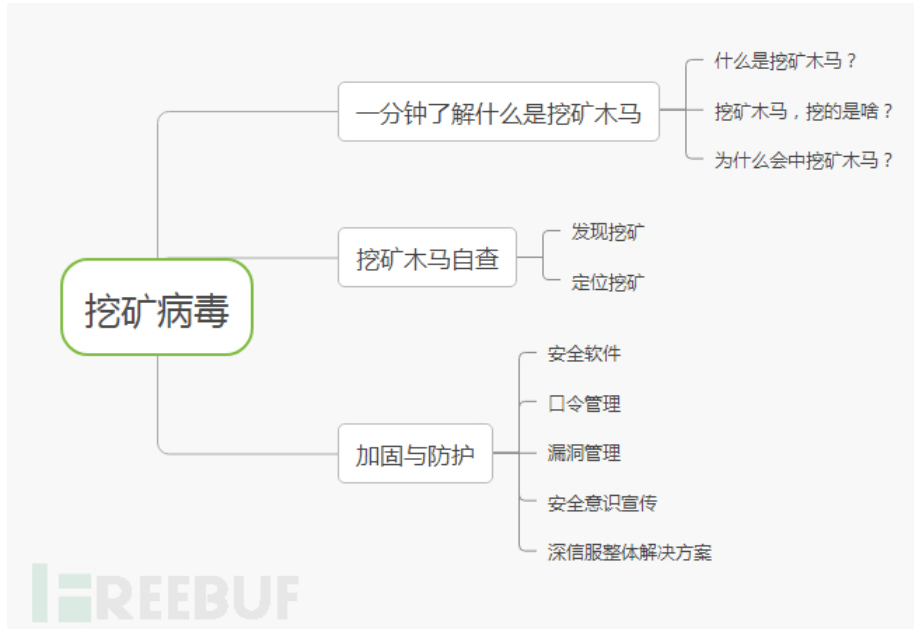 挖矿病毒
一分钟了解什么是挖矿木马
什么是挖矿木马？
挖矿木马，挖的是啥？
为什么会中挖矿木马？
挖矿木马自查
发现挖矿
定位挖矿
加固与防护
安全软件
口令管理
漏洞管理
安全意识宣传
深信服整体解决方案
FREEBUF